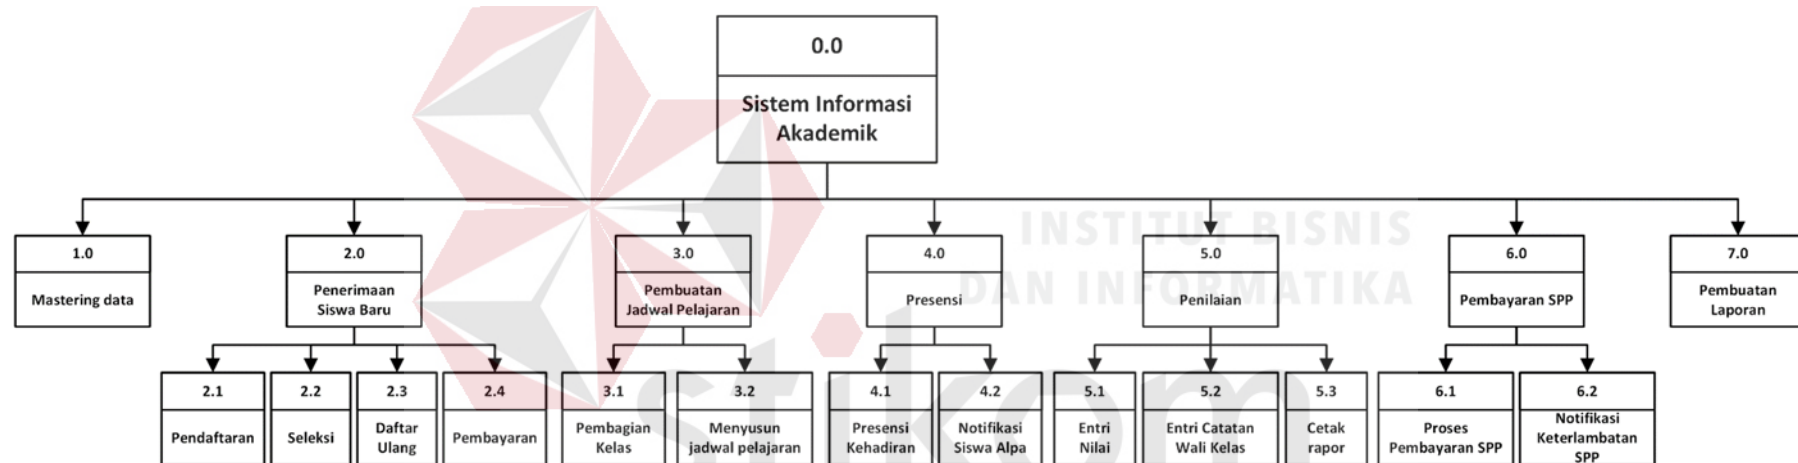 0.0
Sistem Informasi
Akademik
INSTITUT BISNIS
DAN INFORMATIKA
stikom
1.0
Mastering data
2.0
Penerimaan
Siswa Baru
3.0
Pembuatan
Jadwal Pelajaran
4.0
Presensi
5.0
Penilaian
6.0
Pembayaran SPP
7.0
Pembuatan
Laporan
2.1
Pendaftaran
2.2
Seleksi
2.3
Daftar
Ulang
2.4
Pembayaran
3.1
Pembagian
Kelas
3.2
Menyusun
jadwal pelajaran
4.1
Presensi
Kehadiran
4.2
Notifikasi
Siswa Alpa
5.1
Entri
Nilai
5.2
Entri Catatan
Wali Kelas
5.3
Cetak
rapor
6.1
Proses
Pembayaran SPP
6.2
Notifikasi
Keterlambatan
SPP